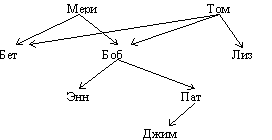 Мери Том
Бет Боб Лиз
Энн Пат
Джим